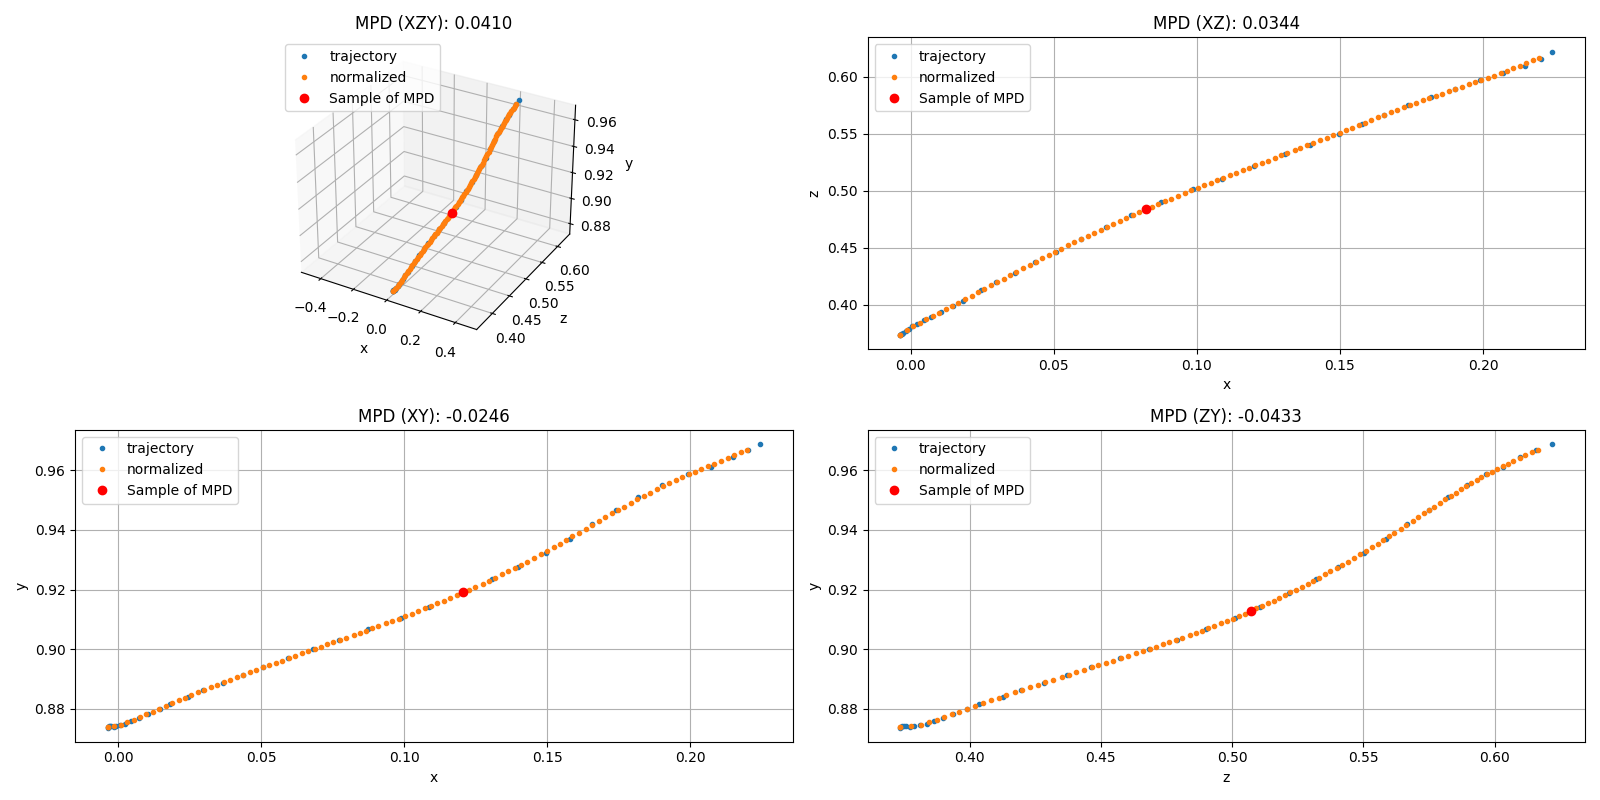 MPD (XZY): 0.0410
trajectory
normalized
Sample of MPD
0.96
0.94
0.92
0.90
0.88
y
0.60
0.55
0.50
0.45
0.40
z
−0.4
−0.2
0.0
0.2
0.4
x
MPD (XZ): 0.0344
trajectory
normalized
Sample of MPD
0.60
0.55
0.50
0.45
0.40
z
0.00 0.05 0.10 0.15 0.20
x
MPD (XY): -0.0246
trajectory
normalized
Sample of MPD
0.96
0.94
0.92
0.90
0.88
y
0.00 0.05 0.10 0.15 0.20
x
MPD (ZY): -0.0433
trajectory
normalized
Sample of MPD
0.96
0.94
0.92
0.90
0.88
y
0.40 0.45 0.50 0.55 0.60
z